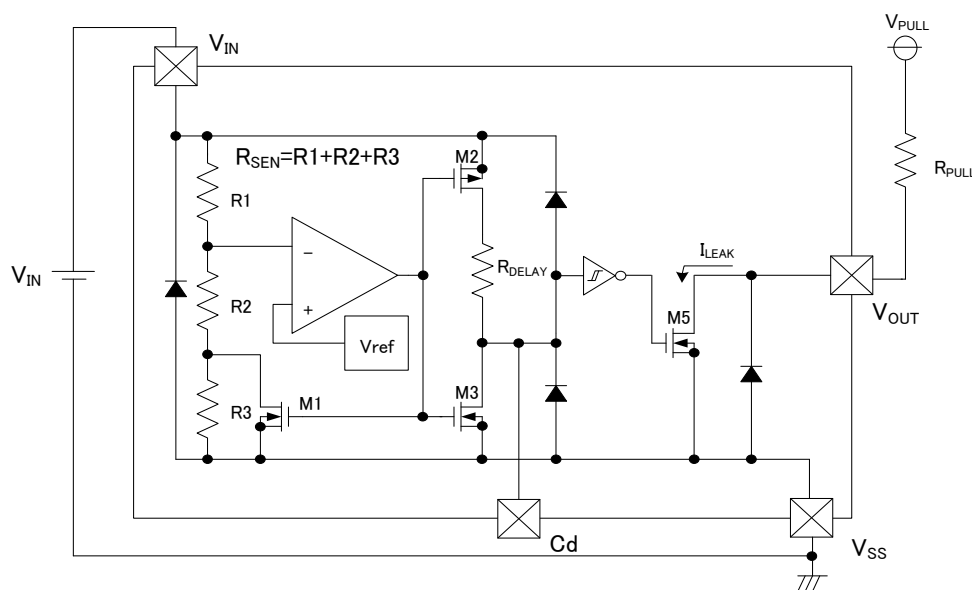 VIN
VPULL
RSEN=R1+R2+R3
M2
RPULL
R1
−
VIN
RDELAY
ILEAK
R2
+
Vref
M5
VOUT
R3
M1
M3
Cd
VSS